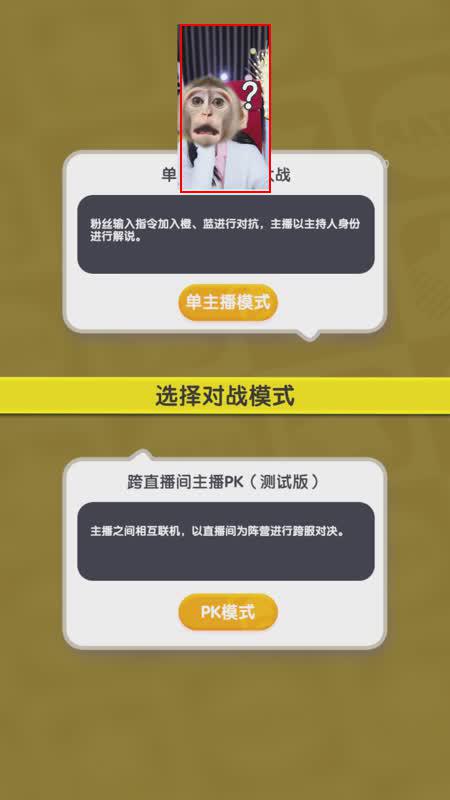 ?
单
大战
粉丝输入指令加入橙、蓝进行对抗，主播以主持人身份
进行解说。
单主播模式
选择对战模式
跨直播间主播PK（测试版）
主播之间相互联机，以直播间为阵营进行跨服对决。
PK模式